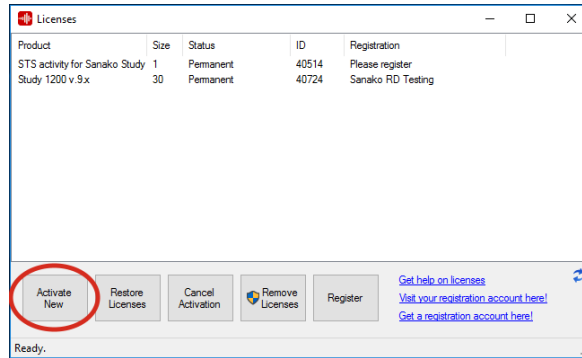 Licenses
Product Size Status ID Registration
STS activity for Sanako Study 1 Permanent 40514 Please register
Study 1200 v.9.x 30 Permanent 40724 Sanako RD Testing
Activate
New
Restore
Licenses
Cancel
Activation
Remove
Licenses
Register
Get help on licenses
Visit your registration account here!
Get a registration account here!
Ready.